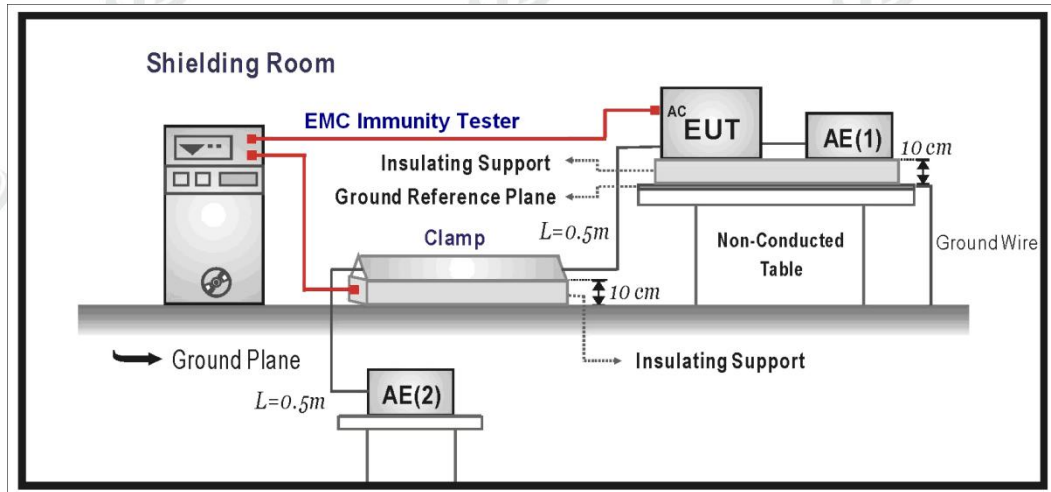 Shielding Room
EMC Immunity Tester
AC
EUT
AE(1)
10 cm
Insulating Support
Ground Reference Plane
Clamp
L=0.5m
Non-Conducted
Table
Ground Wire
10 cm
Ground Plane
Insulating Support
L=0.5m
AE(2)